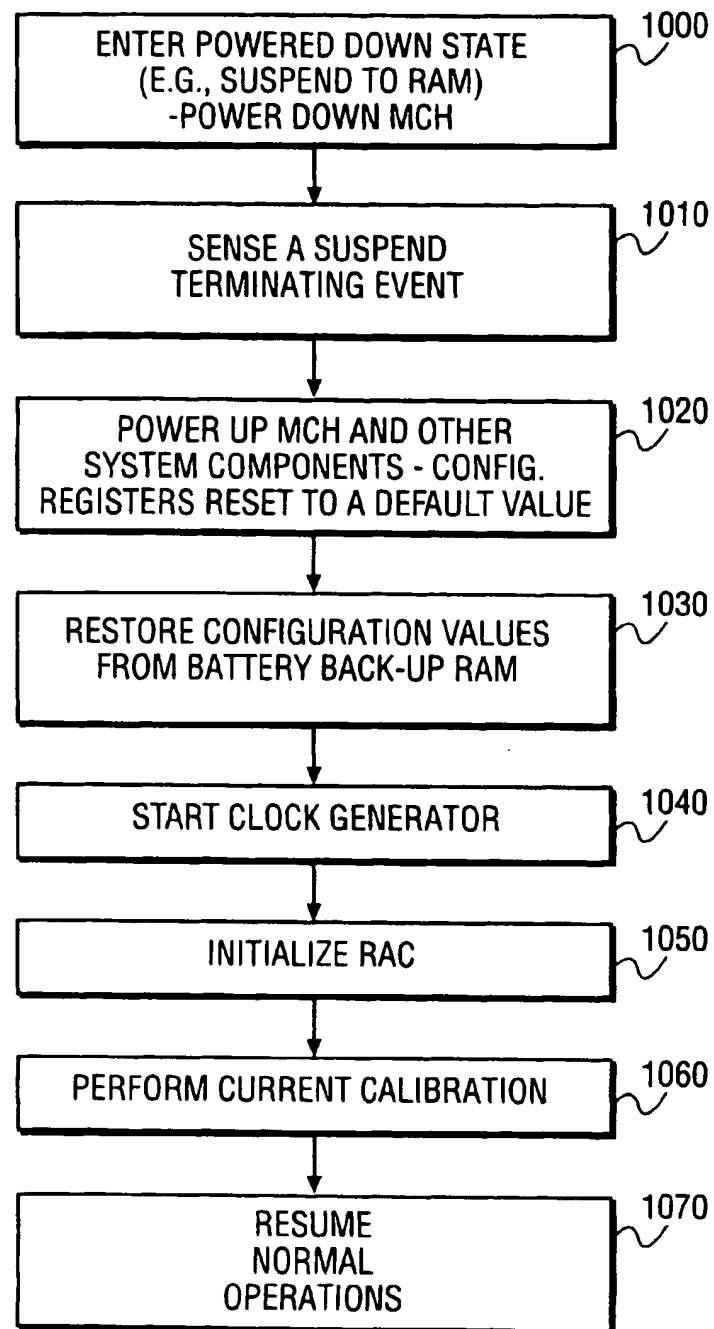 ENTER POWERED DOWN STATE
(E.G., SUSPEND TO RAM)
-POWER DOWN MCH
1000
SENSE A SUSPEND
TERMINATING EVENT
1010
POWER UP MCH AND OTHER
SYSTEM COMPONENTS - CONFIG.
REGISTERS RESET TO A DEFAULT VALUE
1020
RESTORE CONFIGURATION VALUES
FROM BATTERY BACK-UP RAM
1030
START CLOCK GENERATOR
1040
INITIALIZE RAC
1050
PERFORM CURRENT CALIBRATION
1060
RESUME
NORMAL
OPERATIONS
1070